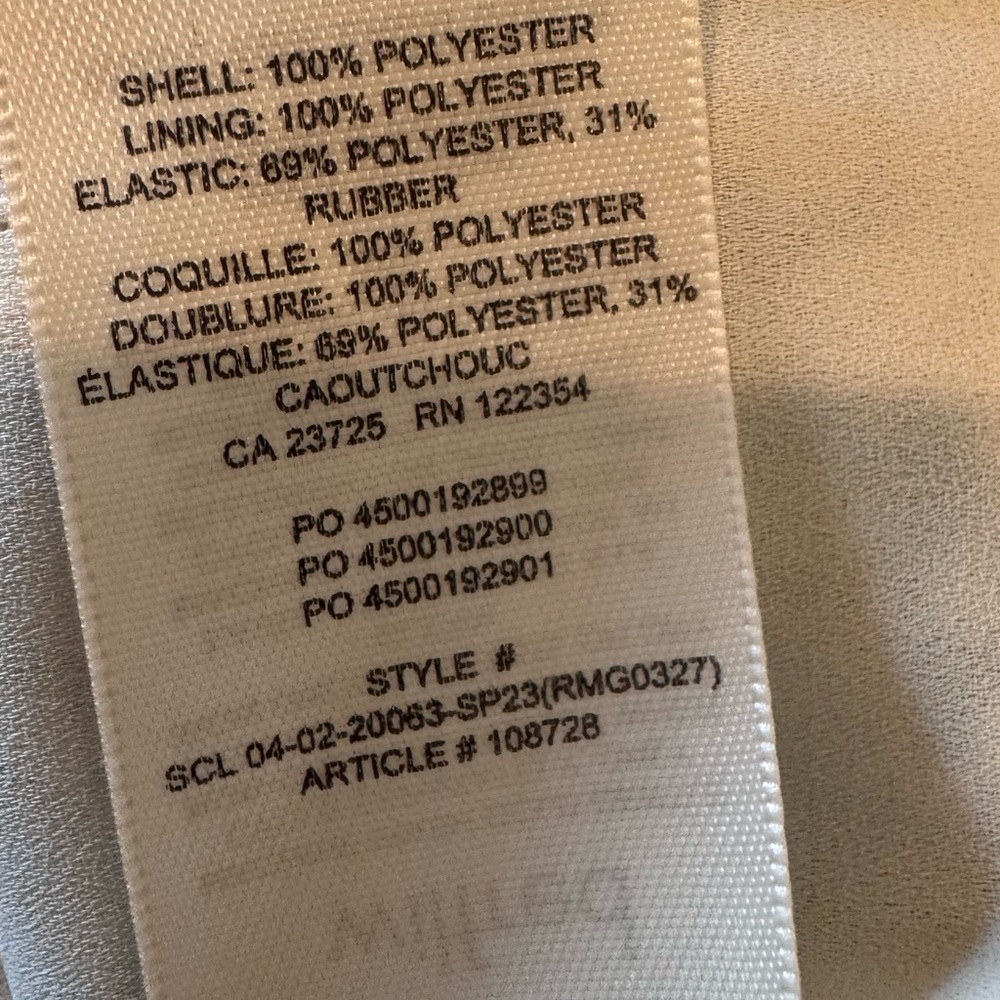 SHELL: 100% POLYESTER
LINING: 100% POLYESTER
ELASTIC: 69% POLYESTER, 31%
RUBBER
COQUILLE: 100% POLYESTER
DOUBLURE: 100% POLYESTER
ÉLASTIQUE: 69% POLYESTER, 31%
CAOUTCHOUC
CA 23725 RN 122354
PO 4500192899
PO 4500192900
PO 4500192901
STYLE #
SCL 04-02-20063-SP23(RMG0327)
ARTICLE # 108728